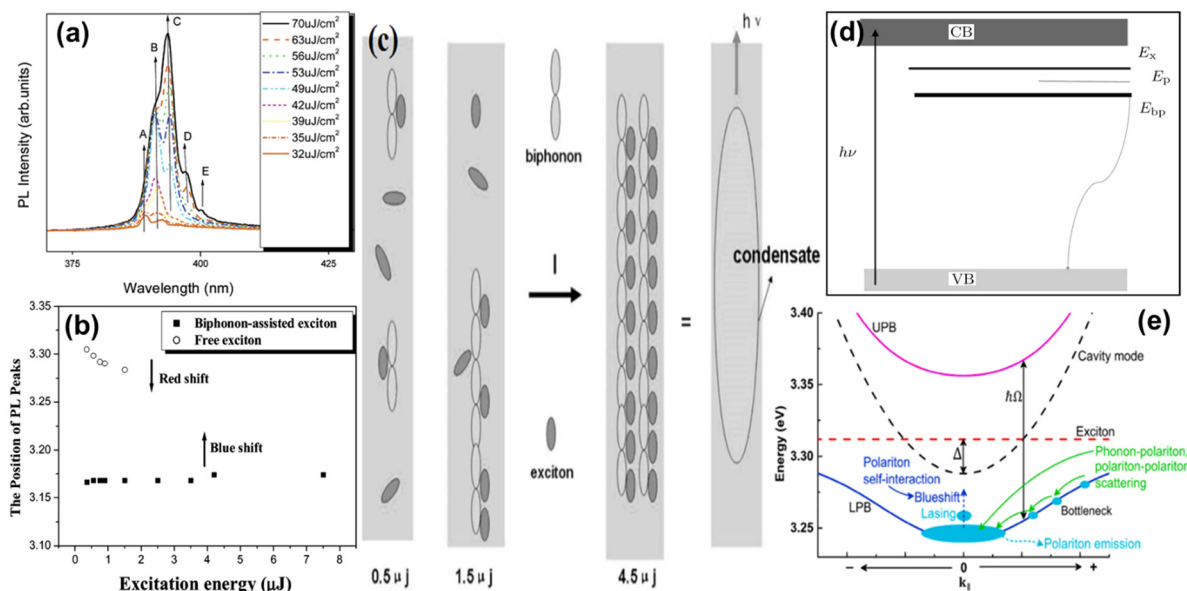 (a)
C
B
A
D
E
70uJ/cm²
63uJ/cm²
56uJ/cm²
53uJ/cm²
49uJ/cm²
42uJ/cm²
39uJ/cm²
35uJ/cm²
32uJ/cm²
PL Intensity (arb.units)
375
400
425
Wavelength (nm)
(b)
Biphonon-assisted exciton
Free exciton
Red shift
Blue shift
The Position of PL Peaks
3.35
3.30
3.25
3.20
3.15
3.10
0 1 2 3 4 5 6 7 8
Excitation energy (μJ)
(c)
biphonon
I
exciton
=
h ν
condensate
0.5 μ j
1.5 μ j
4.5 μ j
(d)
CB
Eₓ
Eₚ
E_bp
hν
VB
(e)
3.40
3.35
3.30
3.25
Energy (eV)
UPB
Cavity mode
ℏΩ
Exciton
Δ
Phonon-polariton,
polariton-polariton
scattering
Polariton
self-interaction
Blueshift
LPB
Lasing
Bottleneck
Polariton emission
− 0 +
k∥